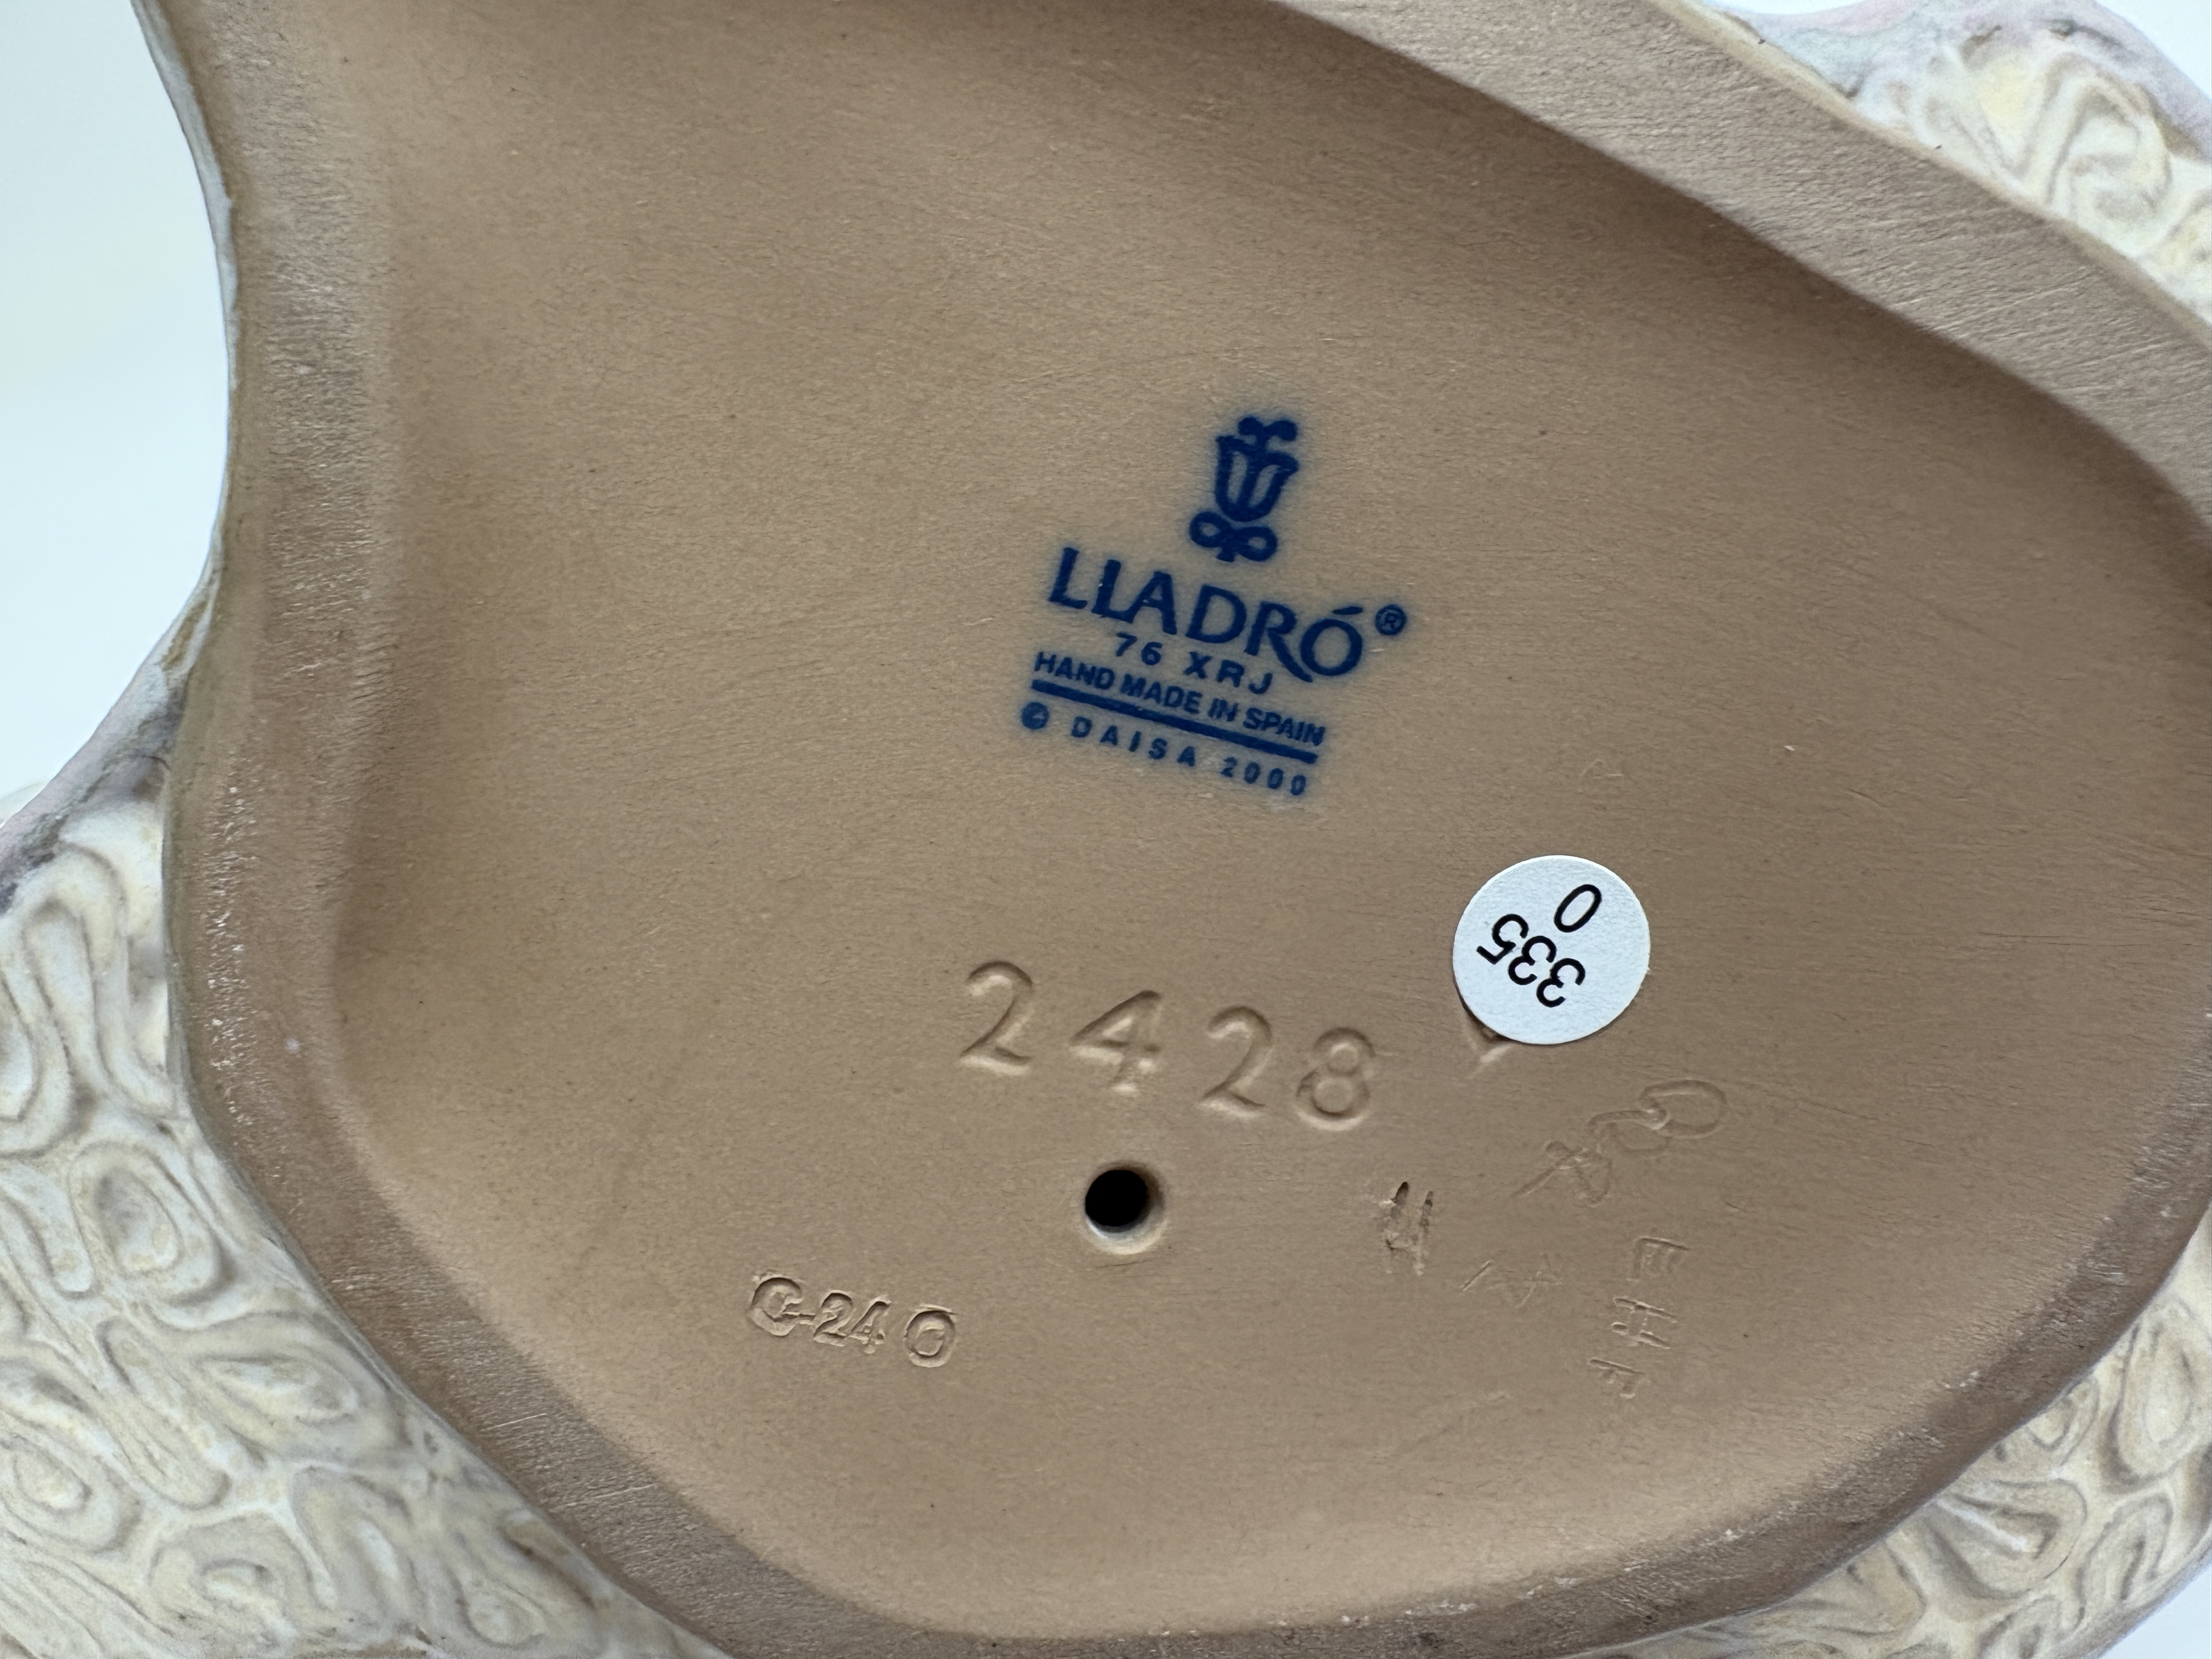 LLADRÓ®
76 XRJ
HAND MADE IN SPAIN
© DAISA 2000
335
0
2428
C-24 O